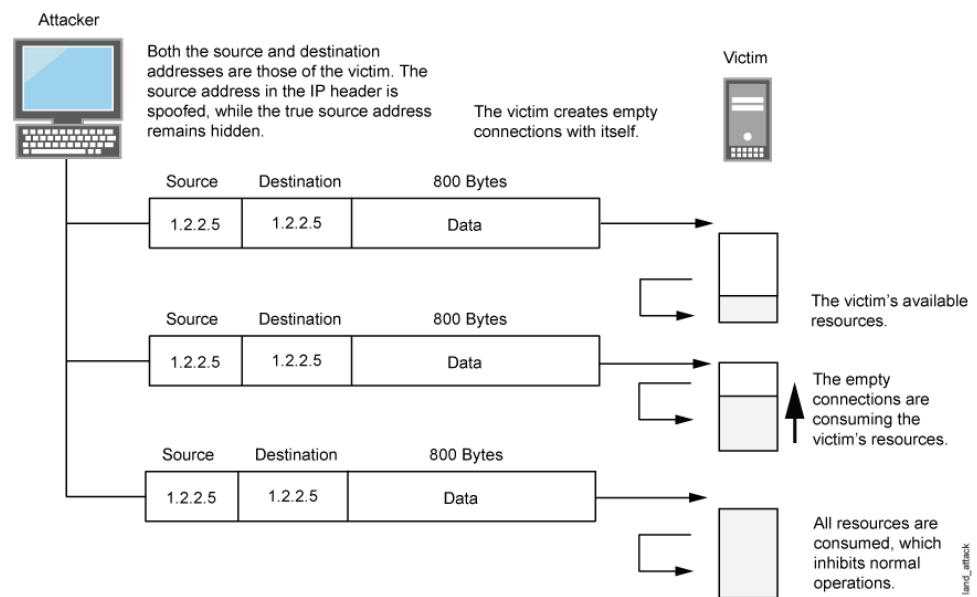 Attacker
Both the source and destination
addresses are those of the victim. The
source address in the IP header is
spoofed, while the true source address
remains hidden.
The victim creates empty
connections with itself.
Victim
Source Destination 800 Bytes
1.2.2.5 1.2.2.5 Data
The victim's available
resources.
Source Destination 800 Bytes
1.2.2.5 1.2.2.5 Data
The empty
connections are
consuming the
victim's resources.
Source Destination 800 Bytes
1.2.2.5 1.2.2.5 Data
All resources are
consumed, which
inhibits normal
operations.
land_attack